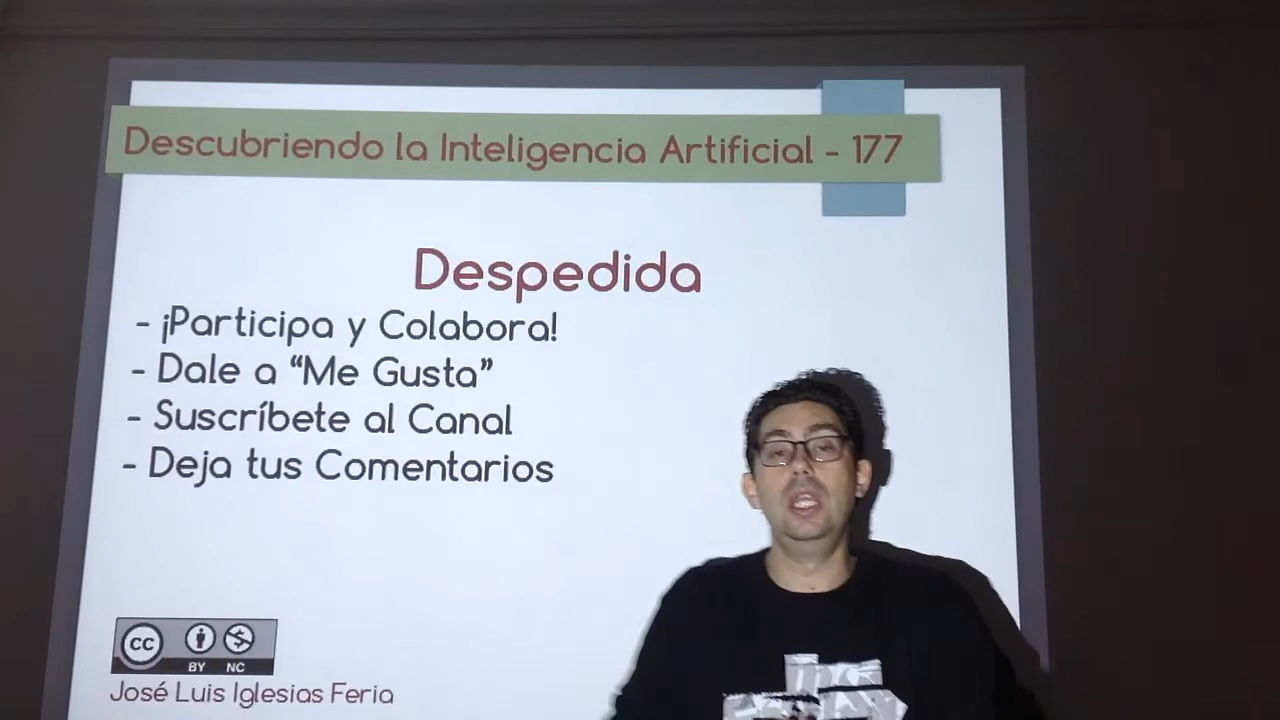 Descubriendo la Inteligencia Artificial - 177
Despedida
- ¡Participa y Colabora!
- Dale a “Me Gusta”
- Suscríbete al Canal
- Deja tus Comentarios
CC
BY NC
José Luis Iglesias Feria